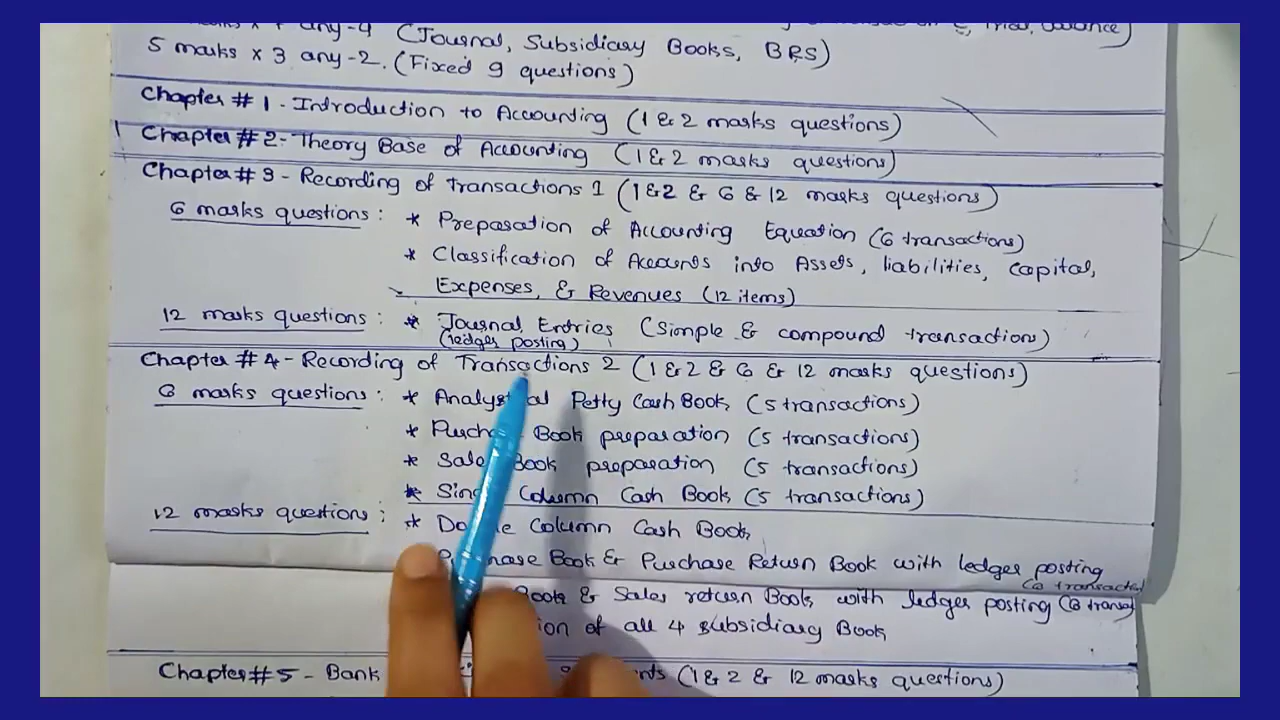 any-4 (Journal, Subsidiary Books, BRS)
5 marks x 3 any-2. (Fixed 9 questions)
Chapter # 1 - Introduction to Accounting (1 & 2 marks questions)
Chapter # 2 - Theory Base of Accounting (1 & 2 marks questions)
Chapter # 3 - Recording of transactions 1 (1 & 2 & 6 & 12 marks questions)
6 marks questions : * Preparation of Accounting Equation (6 transactions)
* Classification of Accounts into Assets, liabilities, Capital,
Expenses, & Revenues (12 items)
12 marks questions : * Journal Entries (Simple & compound transactions)
(ledger posting)
Chapter # 4 - Recording of Transactions 2 (1 & 2 & 6 & 12 marks questions)
6 marks questions : * Petty Cash Book (5 transactions)
* Book preparation (5 transactions)
* Book preparation (5 transactions)
* Column Cash Book (5 transactions)
12 marks questions : * Column Cash Book
Book & Purchase Return Book with ledger posting
Book & Sales return Book with ledger posting
of all 4 subsidiary Book
Chapter # 5 - Bank (1 & 2 & 12 marks questions)